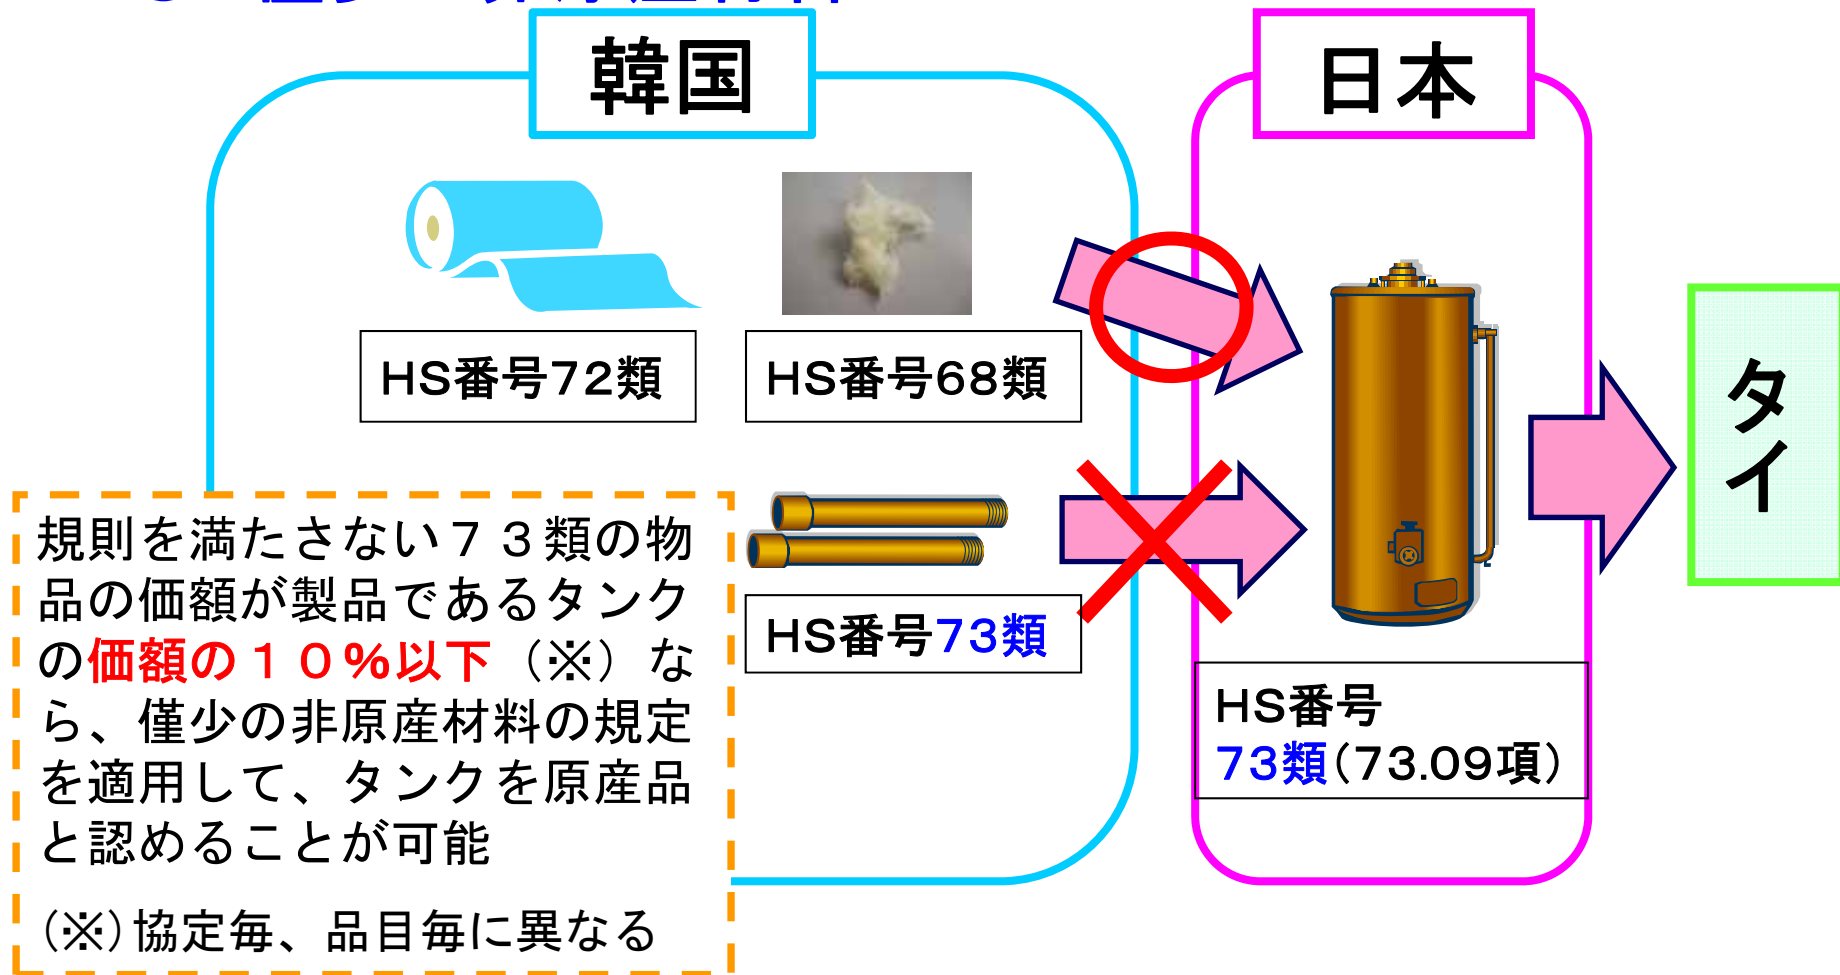 韓国
日本
HS番号72類
HS番号68類
タイ
規則を満たさない７３類の物
品の価額が製品であるタンク
の価額の１０％以下（※）な
ら、僅少の非原産材料の規定
を適用して、タンクを原産品
と認めることが可能
(※)協定毎、品目毎に異なる
HS番号73類
HS番号
73類(73.09項)